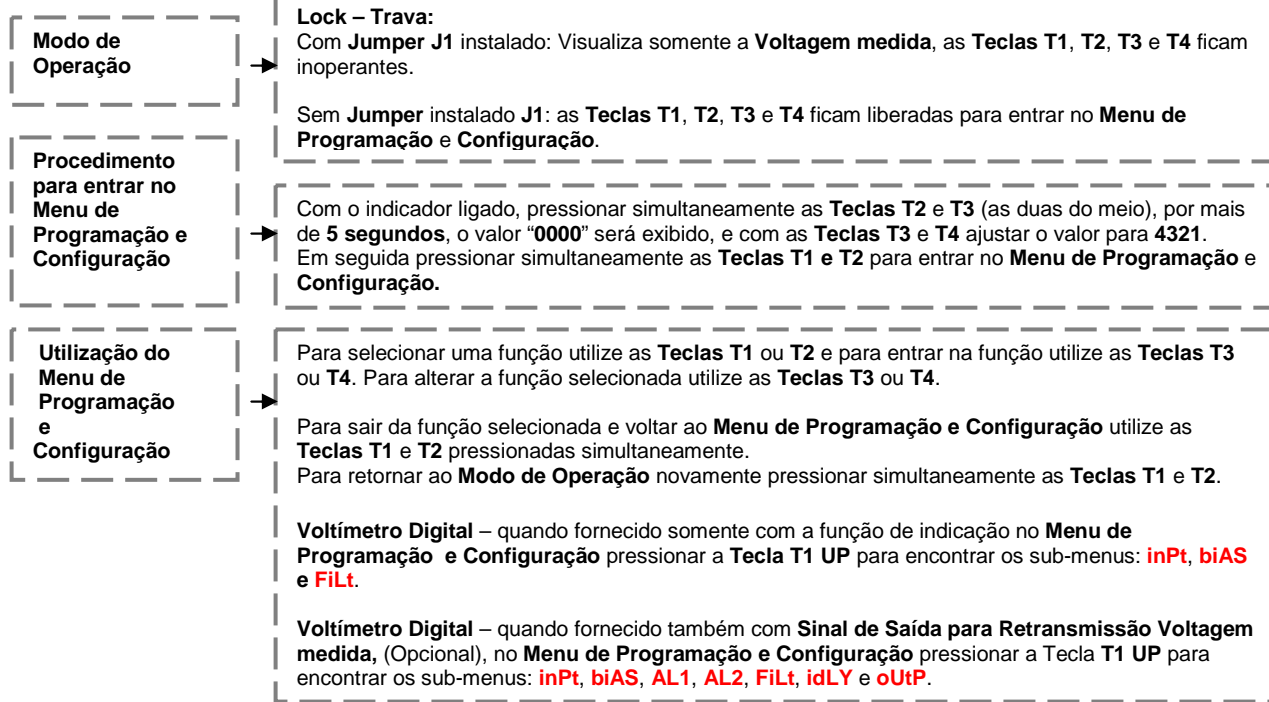 Modo de
Operação
Lock – Trava:
Com Jumper J1 instalado: Visualiza somente a Voltagem medida, as Teclas T1, T2, T3 e T4 ficam
inoperantes.
Sem Jumper instalado J1: as Teclas T1, T2, T3 e T4 ficam liberadas para entrar no Menu de
Programação e Configuração.
Procedimento
para entrar no
Menu de
Programação e
Configuração
Com o indicador ligado, pressionar simultaneamente as Teclas T2 e T3 (as duas do meio), por mais
de 5 segundos, o valor “0000” será exibido, e com as Teclas T3 e T4 ajustar o valor para 4321.
Em seguida pressionar simultaneamente as Teclas T1 e T2 para entrar no Menu de Programação e
Configuração.
Utilização do
Menu de
Programação
e
Configuração
Para selecionar uma função utilize as Teclas T1 ou T2 e para entrar na função utilize as Teclas T3
ou T4. Para alterar a função selecionada utilize as Teclas T3 ou T4.
Para sair da função selecionada e voltar ao Menu de Programação e Configuração utilize as
Teclas T1 e T2 pressionadas simultaneamente.
Para retornar ao Modo de Operação novamente pressionar simultaneamente as Teclas T1 e T2.
Voltímetro Digital – quando fornecido somente com a função de indicação no Menu de
Programação e Configuração pressionar a Tecla T1 UP para encontrar os sub-menus: inPt, biAS
e FiLt.
Voltímetro Digital – quando fornecido também com Sinal de Saída para Retransmissão Voltagem
medida, (Opcional), no Menu de Programação e Configuração pressionar a Tecla T1 UP para
encontrar os sub-menus: inPt, biAS, AL1, AL2, FiLt, idLY e oUtP.